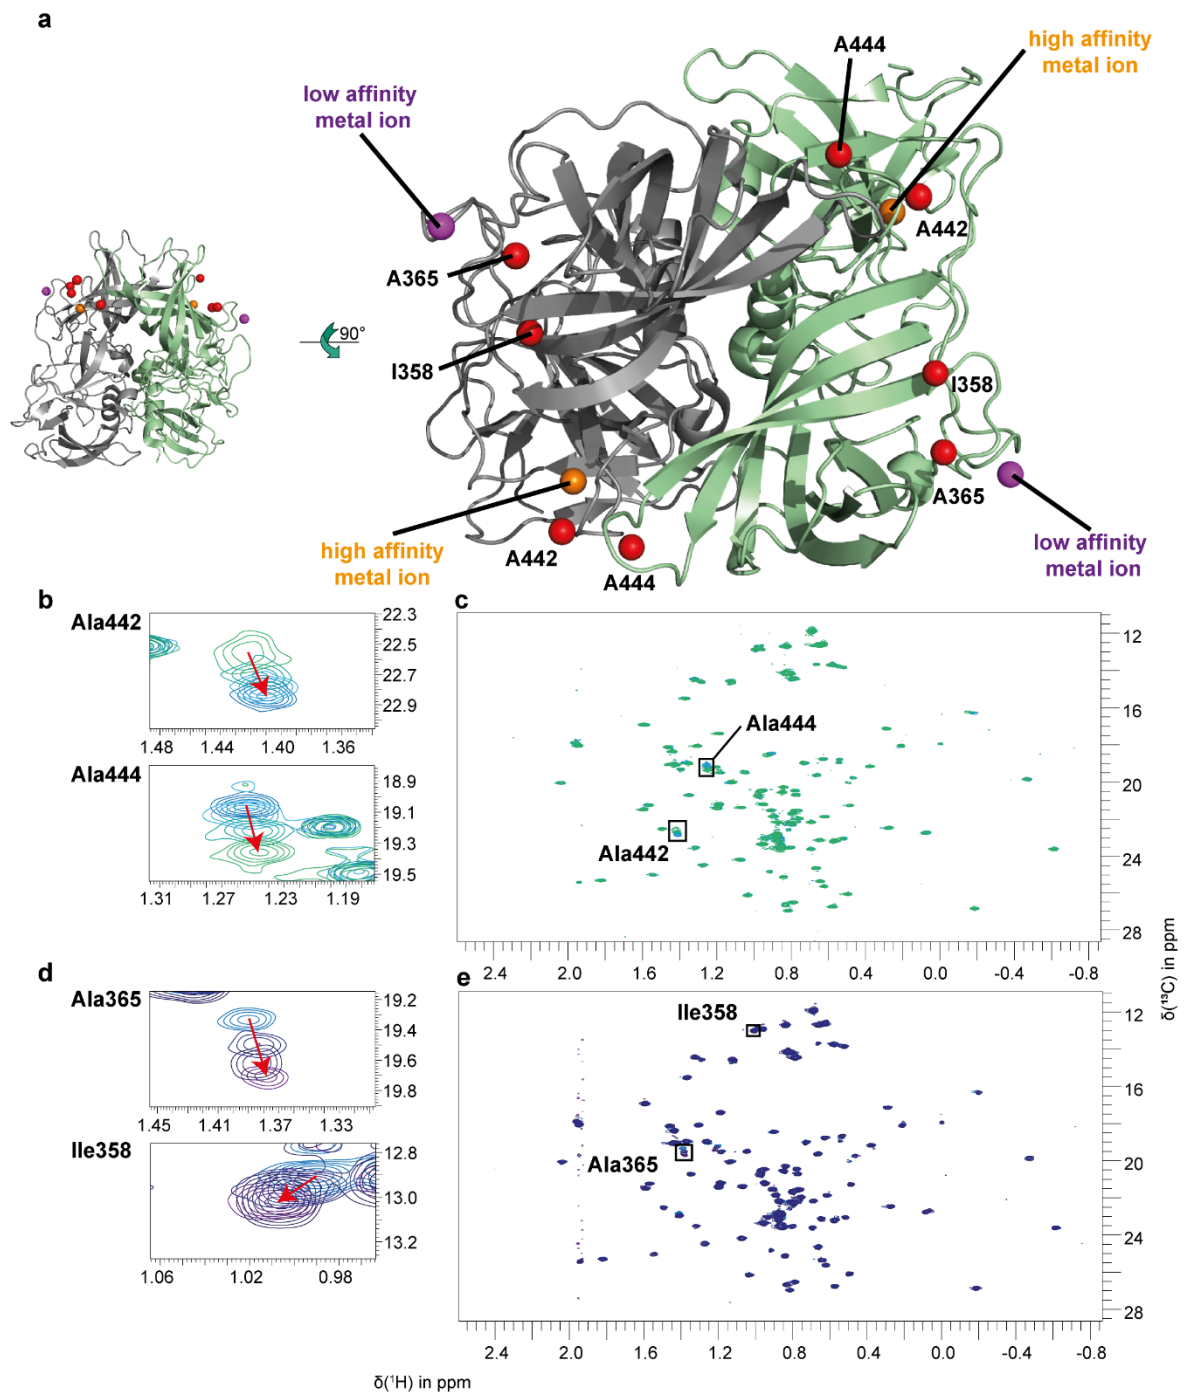 a
A444
high affinity
metal ion
low affinity
metal ion
A442
A365
90°
I358
I358
A365
high affinity
metal ion
A442
A444
low affinity
metal ion
b
Ala442
22.3
22.5
22.7
22.9
1.48 1.44 1.40 1.36
Ala444
18.9
19.1
19.3
19.5
1.31 1.27 1.23 1.19
c
Ala444
Ala442
12
16
20
24
28
2.4 2.0 1.6 1.2 0.8 0.4 0.0 -0.4 -0.8
d
Ala365
19.2
19.4
19.6
19.8
1.45 1.41 1.37 1.33
Ile358
12.8
13.0
13.2
1.06 1.02 0.98
e
Ile358
Ala365
12
16
20
24
28
2.4 2.0 1.6 1.2 0.8 0.4 0.0 -0.4 -0.8
δ(¹³C) in ppm
δ(¹H) in ppm